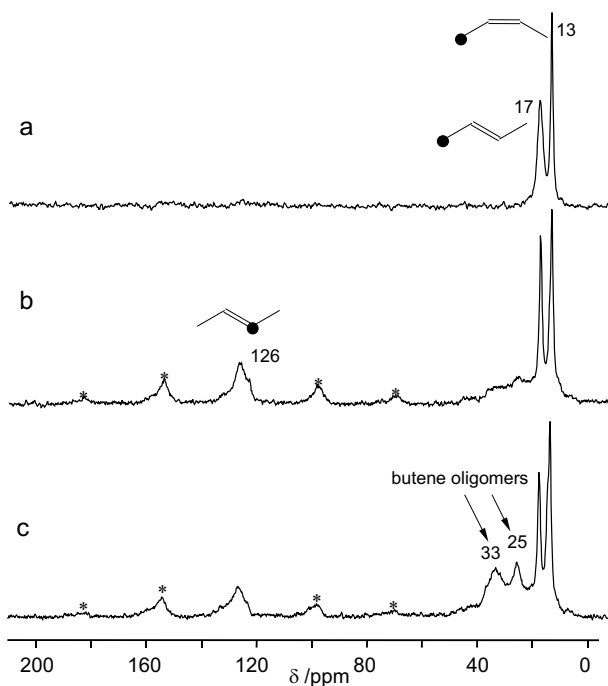 13
17
a
b
126
* * * * 
butene oligomers
33 25
c
* * * *
200 160 120 80 40 0
δ /ppm